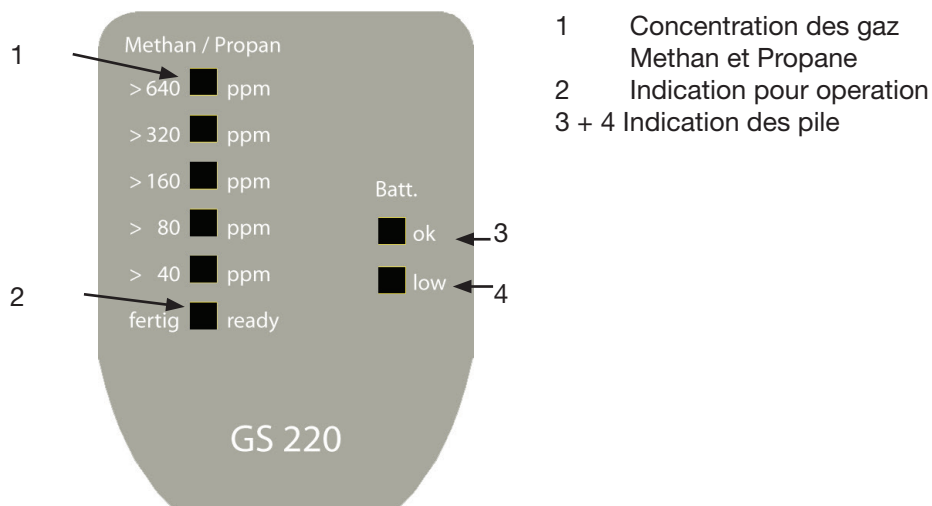 1
Methan / Propan
>640 ppm
>320 ppm
>160 ppm
> 80 ppm
> 40 ppm
2
fertig ready
Batt.
ok
3
low
4
GS 220
1 Concentration des gaz
Methan et Propane
2 Indication pour operation
3 + 4 Indication des pile